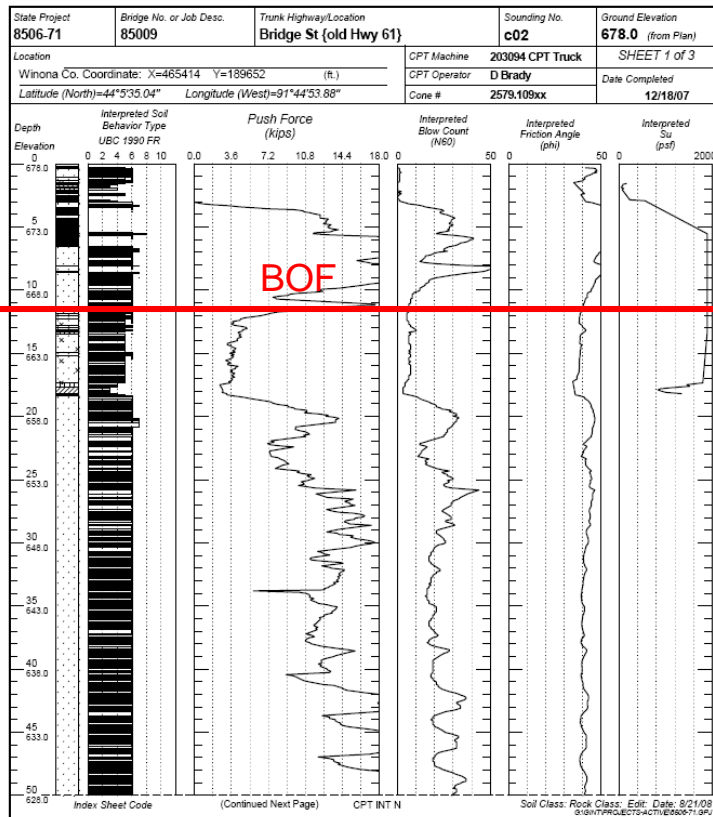 State Project Bridge No. or Job Desc. Trunk Highway/Location Sounding No. Ground Elevation
8506-71 85009 Bridge St {old Hwy 61} c02 678.0 (from Plan)
Location CPT Machine 203094 CPT Truck SHEET 1 of 3
Winona Co. Coordinate: X=465414 Y=189652 (ft.) CPT Operator D Brady Date Completed
Latitude (North)=44°5'35.04" Longitude (West)=91°44'53.88" Cone # 2579.109xx 12/18/07
Depth Interpreted Soil Push Force Interpreted Interpreted Interpreted
Behavior Type (kips) Blow Count Friction Angle Su
Elevation UBC 1990 FR (N60) (phi) (psf)
0 2 4 6 8 10 0.0 3.6 7.2 10.8 14.4 18.0 0 50 0 50 0 2000
678.0
5
673.0
10
668.0
BOF
15
663.0
20
658.0
25
653.0
30
648.0
35
643.0
40
638.0
45
633.0
50
628.0
Index Sheet Code (Continued Next Page) CPT INT N Soil Class: Rock Class: Edit: Date: 8/21/08
G:\GINT\PROJECTS-ACTIVE\8506-71.GPJ